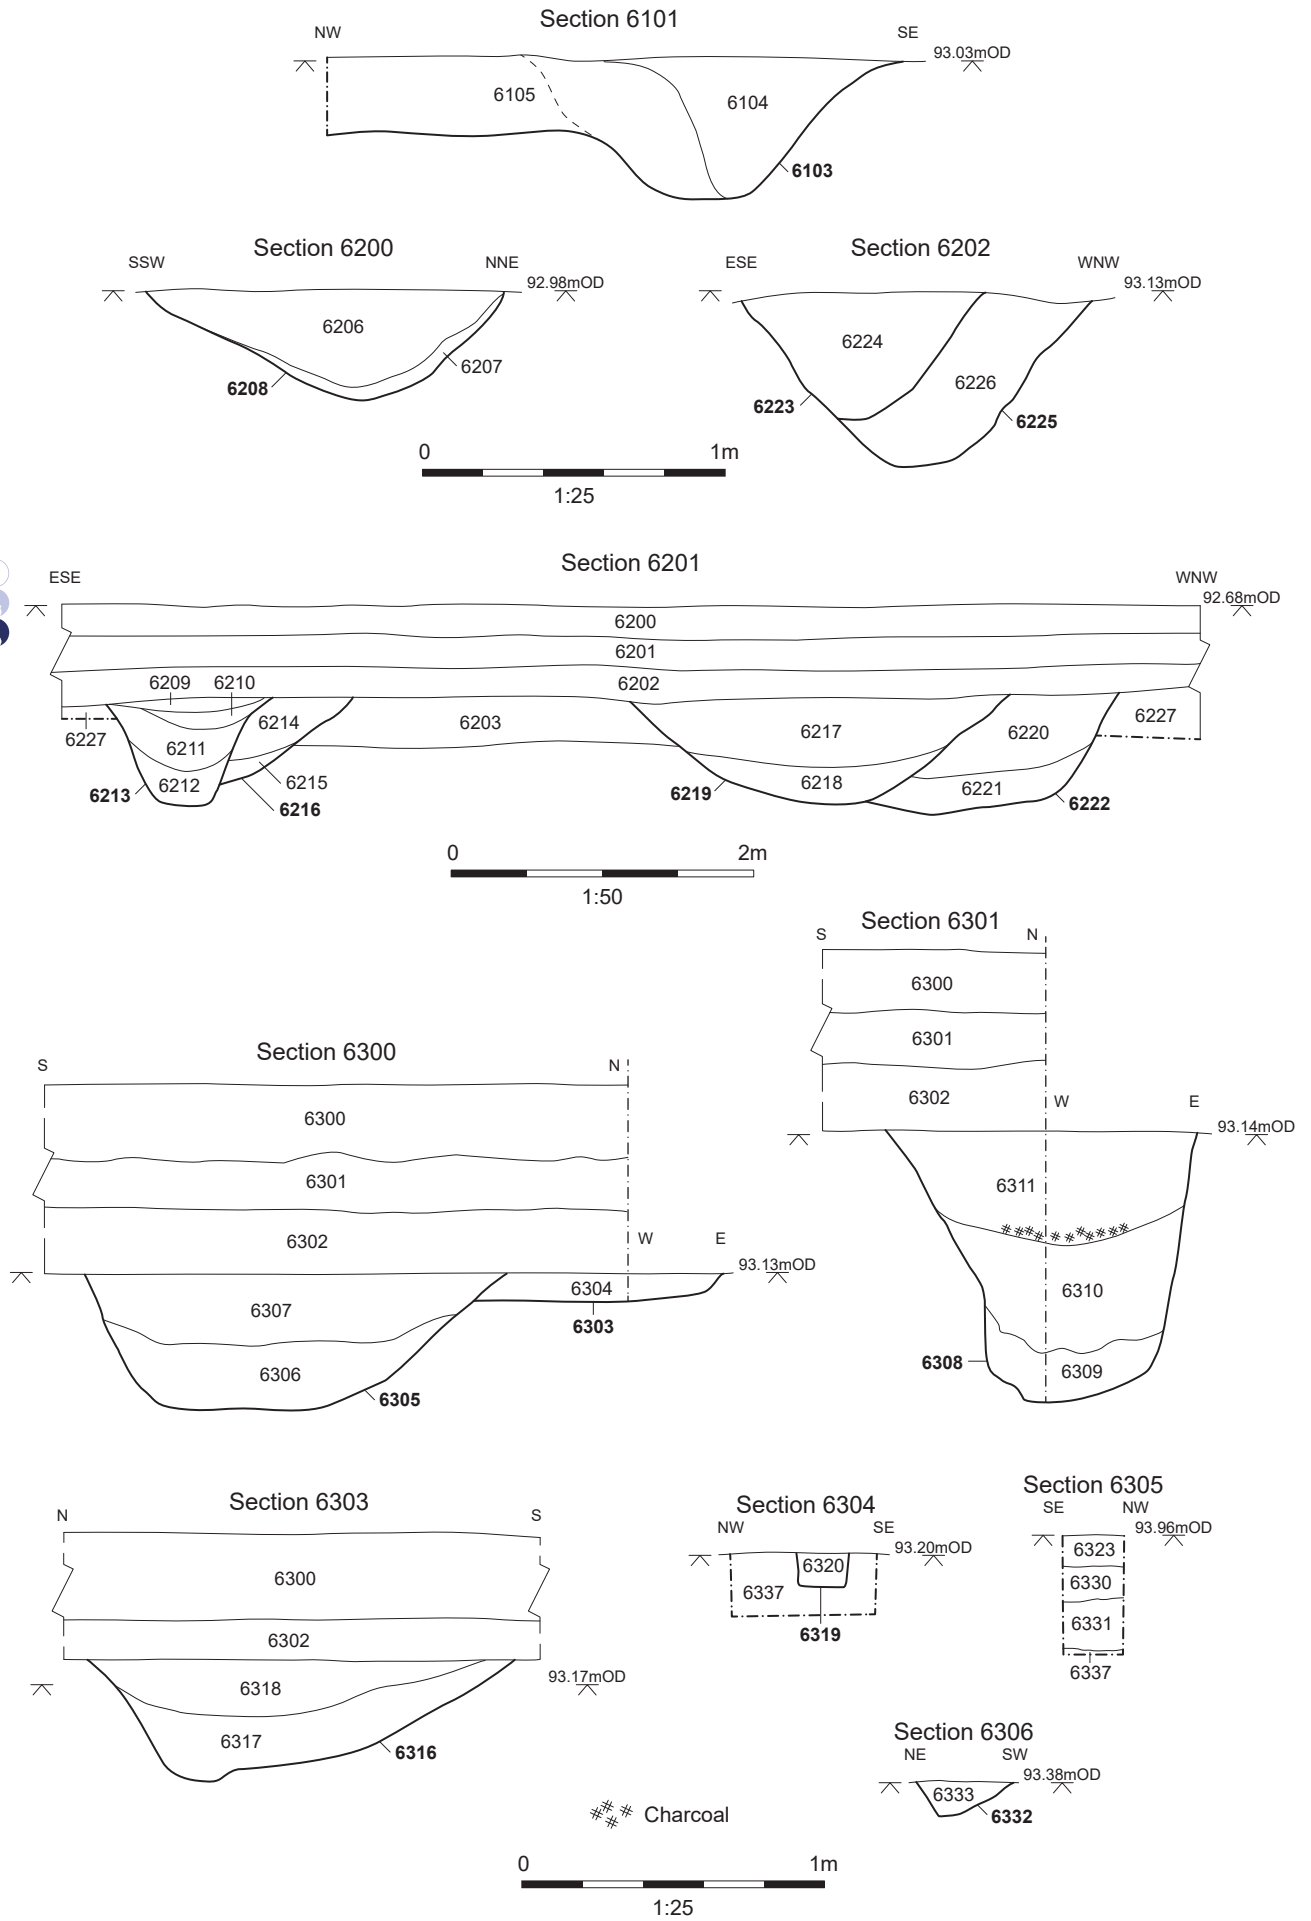 Section 6101
NW
SE
93.03mOD
6105
6104
6103
Section 6200
SSW
NNE
92.98mOD
6206
6207
6208
Section 6202
ESE
WNW
93.13mOD
6224
6226
6223
6225
0 1m
1:25
Section 6201
ESE
WNW
92.68mOD
6200
6201
6202
6209 6210
6214
6203
6217
6220
6227
6227
6211
6212
6215
6213
6216
6218
6219
6221
6222
0 2m
1:50
Section 6301
S
N
6300
6301
6302
W
E
93.14mOD
6311
6310
6308
6309
Section 6300
S
N
6300
6301
6302
W
E
93.13mOD
6304
6307
6303
6306
6305
Section 6303
N
S
6300
6302
93.17mOD
6318
6317
6316
Section 6304
NW
SE
93.20mOD
6320
6337
6319
Section 6305
SE
NW
93.96mOD
6323
6330
6331
6337
Section 6306
NE
SW
93.38mOD
6333
6332
Charcoal
0 1m
1:25